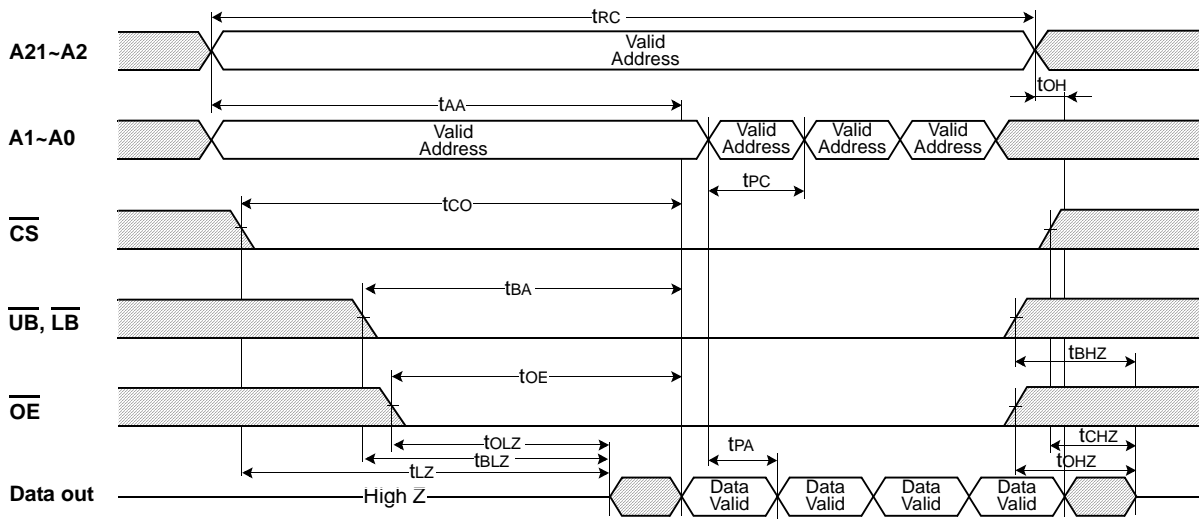 tRC
A21~A2
Valid
Address
tOH
tAA
A1~A0
Valid
Address
Valid
Address
Valid
Address
Valid
Address
tPC
tCO
CS
tBA
UB, LB
tBHZ
tOE
OE
tOLZ
tBLZ
tLZ
tPA
tCHZ
tOHZ
Data out
High Z
Data
Valid
Data
Valid
Data
Valid
Data
Valid